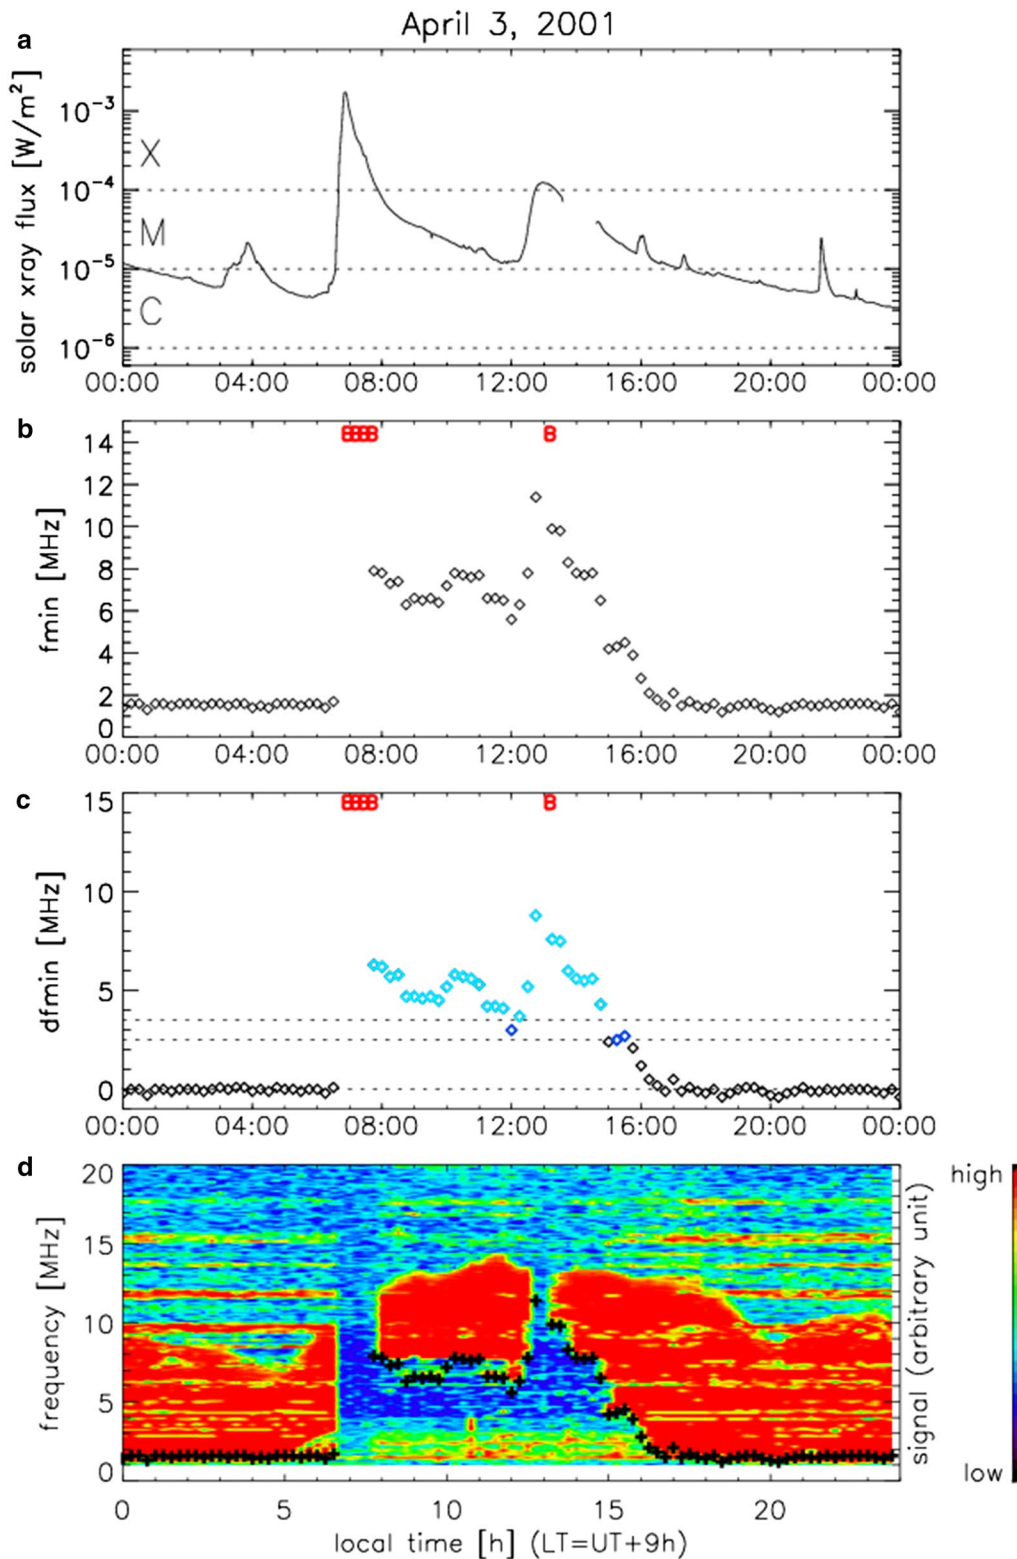 April 3, 2001
a
solar xray flux [W/m²]
10⁻³
X
10⁻⁴
M
10⁻⁵
C
10⁻⁶
00:00 04:00 08:00 12:00 16:00 20:00 00:00
b
fmin [MHz]
B B B B B
14
12
10
8
6
4
2
0
00:00 04:00 08:00 12:00 16:00 20:00 00:00
c
dfmin [MHz]
B B B B B
15
10
5
0
00:00 04:00 08:00 12:00 16:00 20:00 00:00
d
frequency [MHz]
20
15
10
5
0
signal (arbitrary unit)
high
low
0 5 10 15 20
local time [h] (LT=UT+9h)